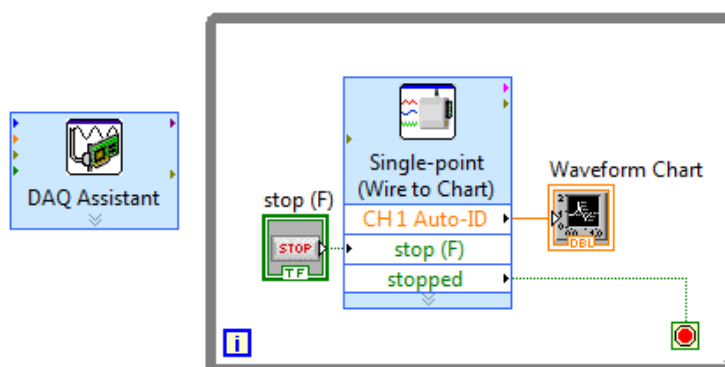 DAQ Assistant
stop (F)
STOP
TF
Single-point
(Wire to Chart)
CH 1 Auto-ID
stop (F)
stopped
Waveform Chart
DBL
i